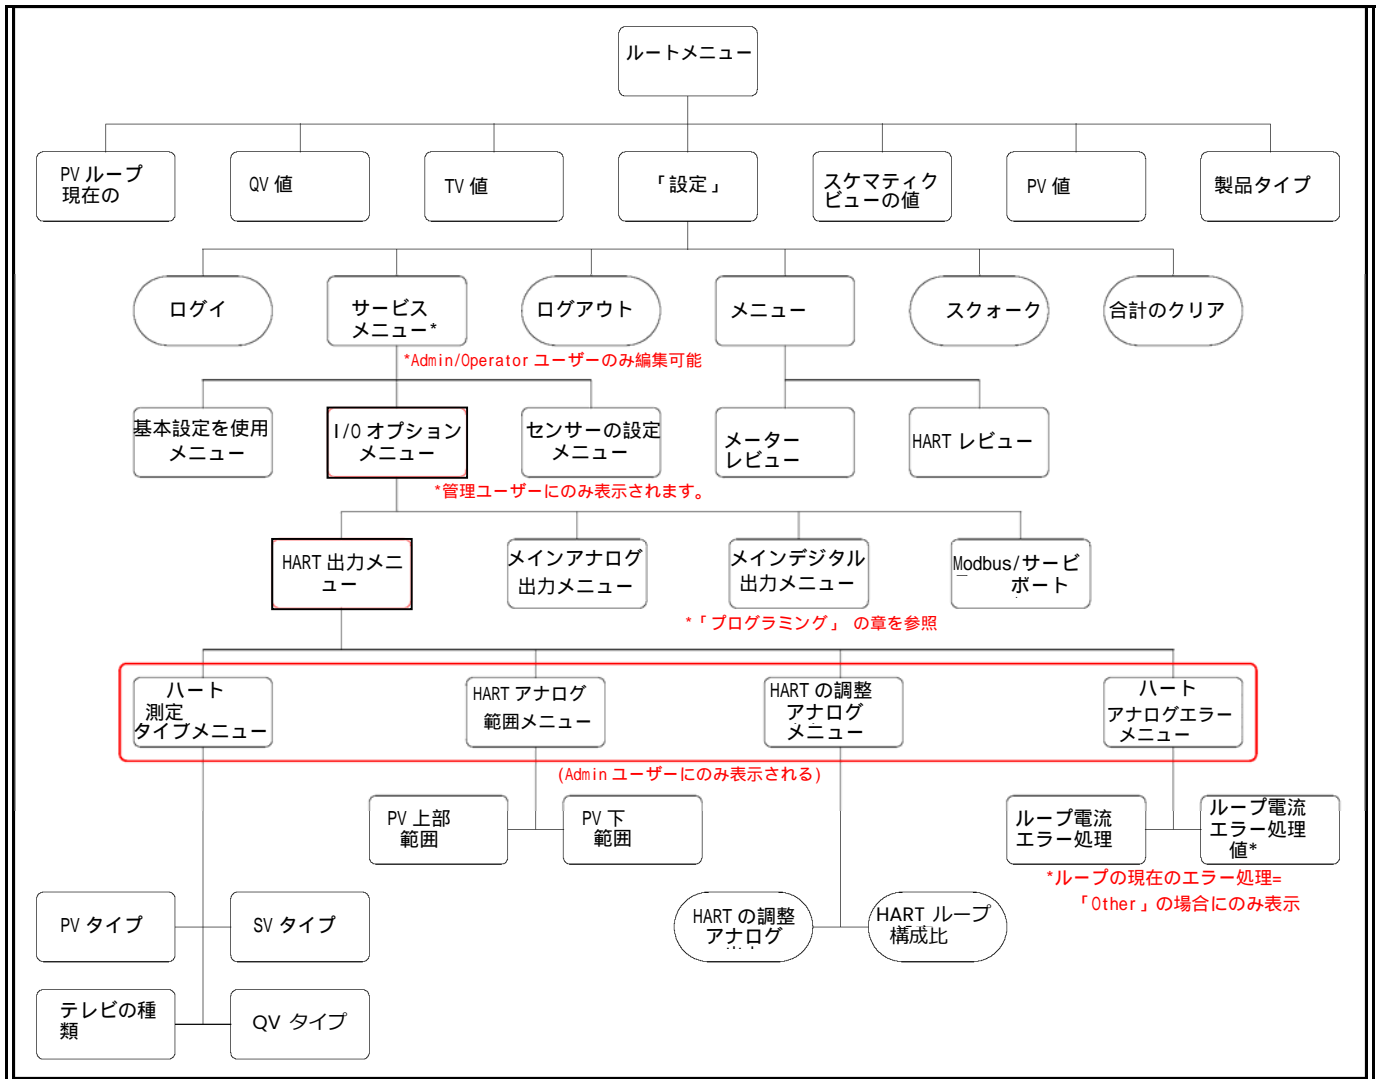 ルートメニュー
PV ループ
現在の
QV 値
TV 値
「設定」
スケマティク
ビューの値
PV 値
製品タイプ
ログイ
サービス
メニュー*
ログアウト
メニュー
スクォーク
合計のクリア
*Admin/Operator ユーザーのみ編集可能
基本設定を使用
メニュー
I/O オプション
メニュー
センサーの設定
メニュー
メーター
レビュー
HART レビュー
*管理ユーザーにのみ表示されます。
HART 出力メニ
ュー
メインアナログ
出力メニュー
メインデジタル
出力メニュー
Modbus/サービ
ポート
*「プログラミング」 の章を参照
ハート
測定
タイプメニュー
HART アナログ
範囲メニュー
HART の調整
アナログ
メニュー
ハート
アナログエラー
メニュー
(Admin ユーザーにのみ表示される)
PV 上部
範囲
PV 下
範囲
ループ電流
エラー処理
ループ電流
エラー処理
値*
*ループの現在のエラー処理=
「Other」の場合にのみ表示
PV タイプ
SV タイプ
HART の調整
アナログ
HART ループ
構成比
テレビの種
類
QV タイプ